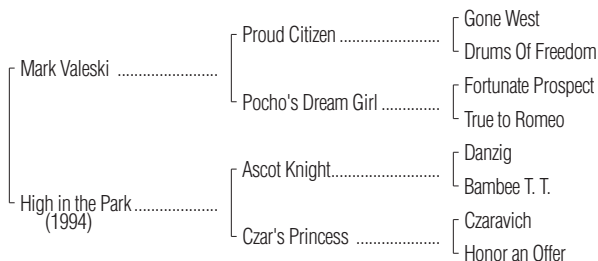 Gone West
Proud Citizen ........................
Drums Of Freedom
Mark Valeski ........................
Fortunate Prospect
Pocho's Dream Girl ..............
True to Romeo
Danzig
Ascot Knight..........................
Bambee T. T.
High in the Park....................
(1994)
Czaravich
Czar's Princess ....................
Honor an Offer